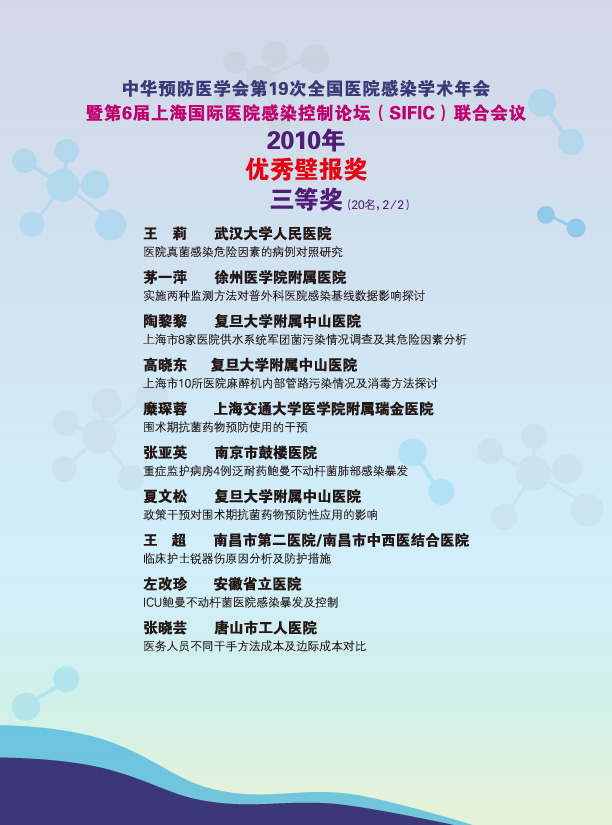 中华预防医学会第19次全国医院感染学术年会
暨第6届上海国际医院感染控制论坛（SIFIC）联合会议
2010年
优秀壁报奖
三等奖(20名, 2/2)
王 莉 武汉大学人民医院
医院真菌感染危险因素的病例对照研究
茅一萍 徐州医学院附属医院
实施两种监测方法对普外科医院感染基线数据影响探讨
陶黎黎 复旦大学附属中山医院
上海市8家医院供水系统军团菌污染情况调查及其危险因素分析
高晓东 复旦大学附属中山医院
上海市10所医院麻醉机内部管路污染情况及消毒方法探讨
糜琛蓉 上海交通大学医学院附属瑞金医院
围术期抗菌药物预防使用的干预
张亚英 南京市鼓楼医院
重症监护病房4例泛耐药鲍曼不动杆菌肺部感染暴发
夏文松 复旦大学附属中山医院
政策干预对围术期抗菌药物预防性应用的影响
王 超 南昌市第二医院/南昌市中西医结合医院
临床护士锐器伤原因分析及防护措施
左改珍 安徽省立医院
ICU鲍曼不动杆菌医院感染暴发及控制
张晓芸 唐山市工人医院
医务人员不同干手方法成本及边际成本对比